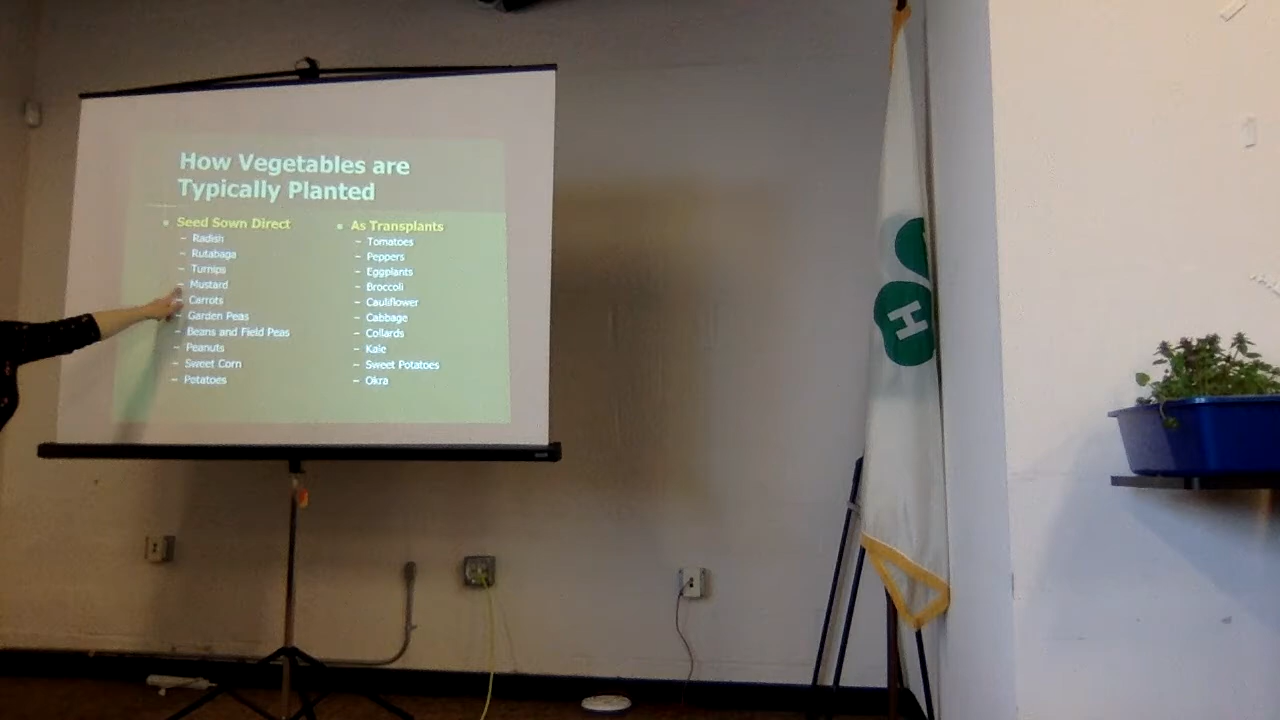 How Vegetables are
Typically Planted
Seed Sown Direct
– Radish
– Rutabaga
– Turnips
– Mustard
– Carrots
– Garden Peas
– Beans and Field Peas
– Peanuts
– Sweet Corn
– Potatoes
As Transplants
– Tomatoes
– Peppers
– Eggplants
– Broccoli
– Cauliflower
– Cabbage
– Collards
– Kale
– Sweet Potatoes
– Okra
H